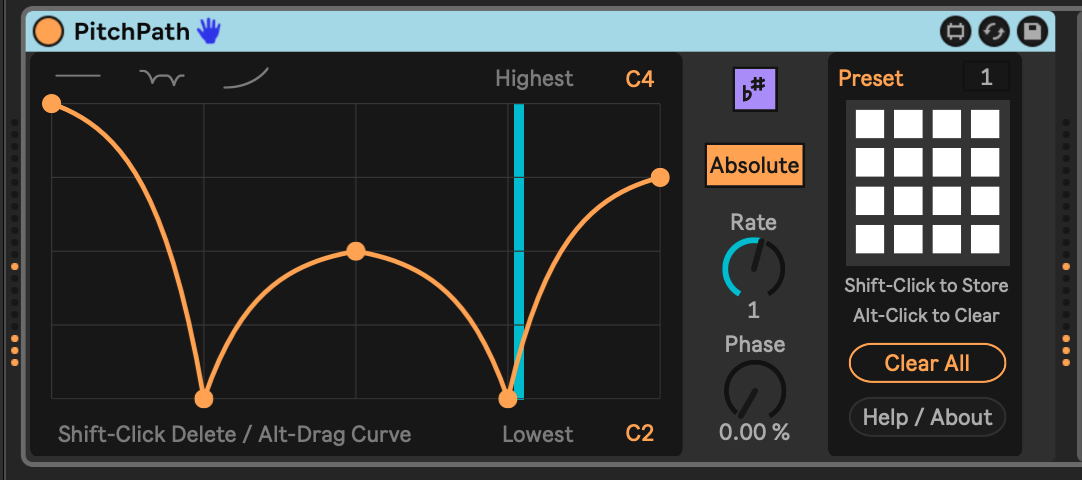 PitchPath
Highest C4
Shift-Click Delete / Alt-Drag Curve
Lowest C2
♭#
Absolute
Rate
1
Phase
0.00 %
Preset 1
Shift-Click to Store
Alt-Click to Clear
Clear All
Help / About